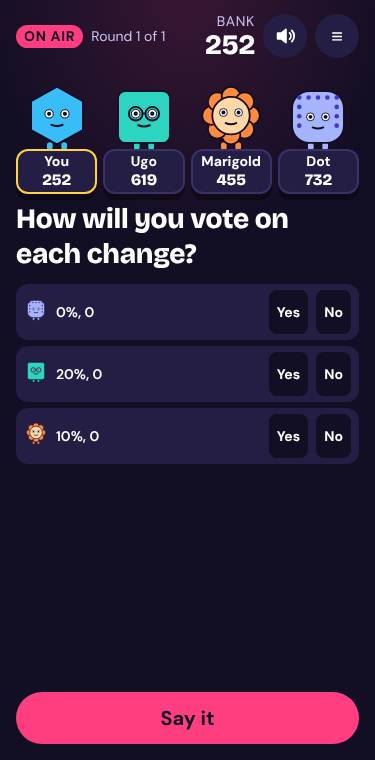 ON AIR Round 1 of 1
BANK
252
You
252
Ugo
619
Marigold
455
Dot
732
How will you vote on
each change?
0%, 0 Yes No
20%, 0 Yes No
10%, 0 Yes No
Say it